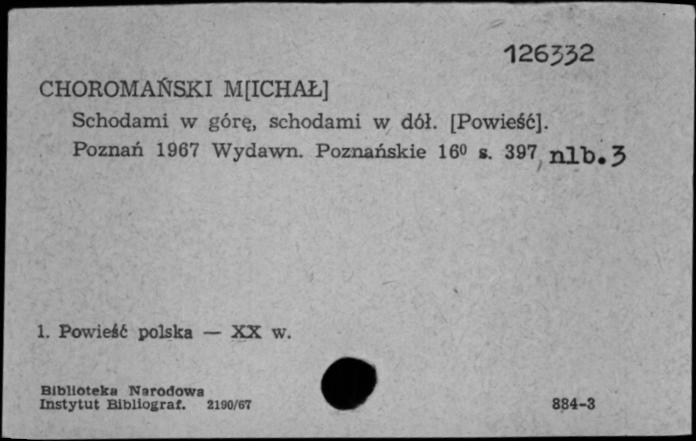 126332
CHOROMAŃSKI M[ICHAŁ]
Schodami w górę, schodami w dół. [Powieść].
Poznań 1967 Wydawn. Poznańskie 16⁰ s. 397, nlb. 3
1. Powieść polska — XX w.
Biblioteka Narodowa
Instytut Bibliograf. 2190/67
884-3